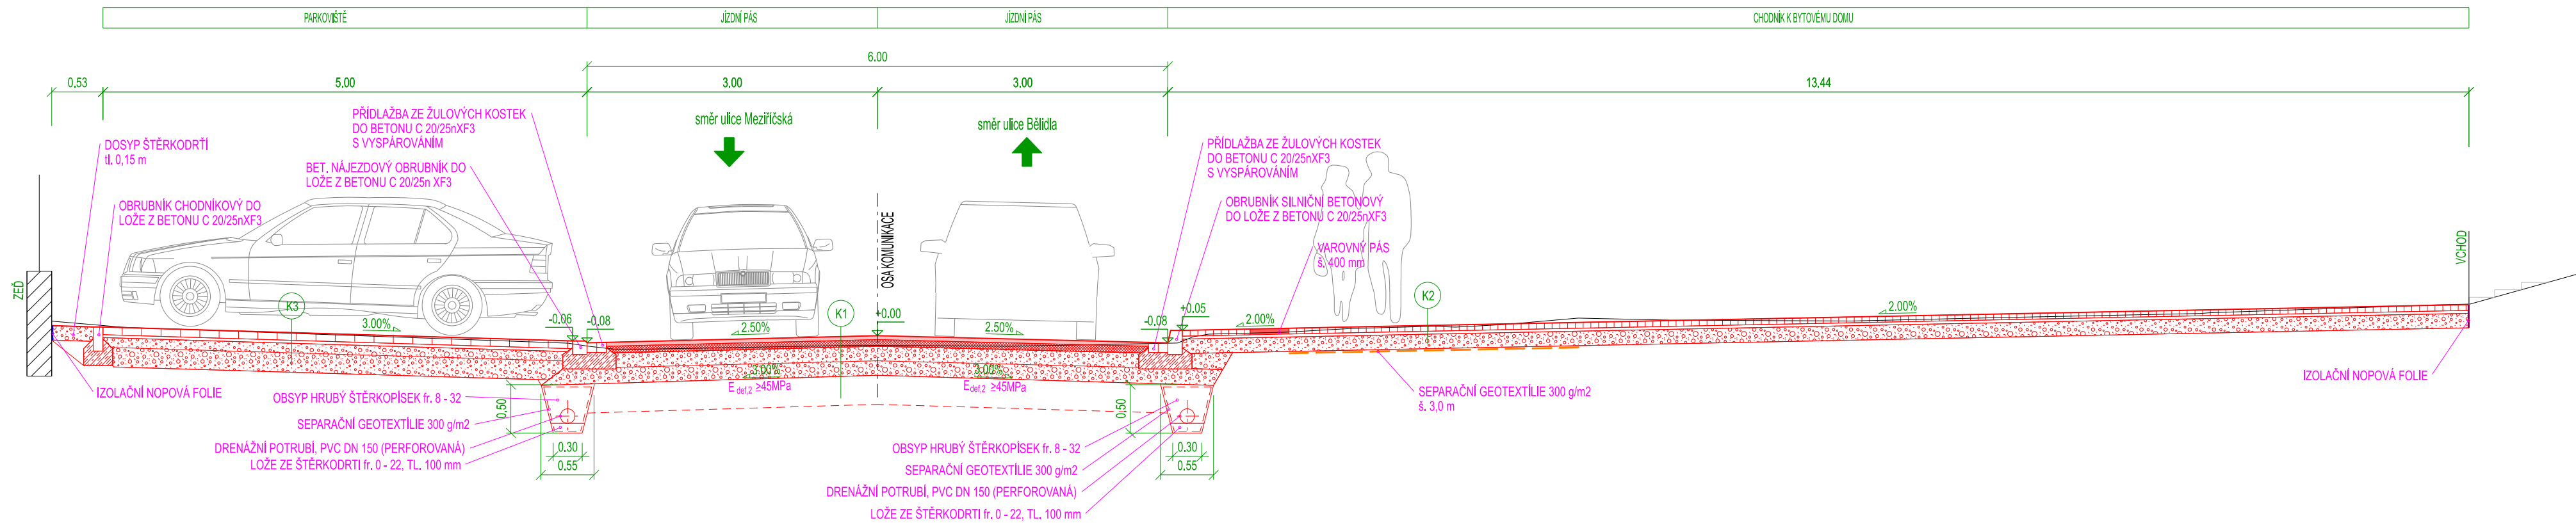 PARKOVIŠTĚ
JÍZDNÍ PÁS
JÍZDNÍ PÁS
CHODNÍK K BYTOVÉMU DOMU
6.00
0,53
5.00
3.00
3.00
13.44
PŘÍDLAŽBA ZE ŽULOVÝCH KOSTEK
DO BETONU C 20/25nXF3
S VYSPÁROVÁNÍM
směr ulice Meziříčská
směr ulice Bělidla
DOSYP ŠTĚRKODRŤÍ
tl. 0,15 m
PŘÍDLAŽBA ZE ŽULOVÝCH KOSTEK
DO BETONU C 20/25nXF3
S VYSPÁROVÁNÍM
BET. NÁJEZDOVÝ OBRUBNÍK DO
LOŽE Z BETONU C 20/25n XF3
OBRUBNÍK CHODNÍKOVÝ DO
LOŽE Z BETONU C 20/25nXF3
OBRUBNÍK SILNIČNÍ BETONOVÝ
DO LOŽE Z BETONU C 20/25nXF3
OSA KOMUNIKACE
VAROVNÝ PÁS
š. 400 mm
VCHOD
ZEĎ
K3
K1
K2
3.00%
-0.06
-0.08
2.50%
+0.00
2.50%
-0.08
+0.05
2.00%
2.00%
3.00%
E def,2 ≥45MPa
3.00%
Edef,2 ≥45MPa
IZOLAČNÍ NOPOVÁ FOLIE
OBSYP HRUBÝ ŠTĚRKOPÍSEK fr. 8 - 32
SEPARAČNÍ GEOTEXTÍLIE 300 g/m2
DRENÁŽNÍ POTRUBÍ, PVC DN 150 (PERFOROVANÁ)
LOŽE ZE ŠTĚRKODRTI fr. 0 - 22, TL. 100 mm
0.50
0.30
0.55
OBSYP HRUBÝ ŠTĚRKOPÍSEK fr. 8 - 32
SEPARAČNÍ GEOTEXTÍLIE 300 g/m2
DRENÁŽNÍ POTRUBÍ, PVC DN 150 (PERFOROVANÁ)
LOŽE ZE ŠTĚRKODRTI fr. 0 - 22, TL. 100 mm
0.50
0.30
0.55
SEPARAČNÍ GEOTEXTÍLIE 300 g/m2
š. 3,0 m
IZOLAČNÍ NOPOVÁ FOLIE